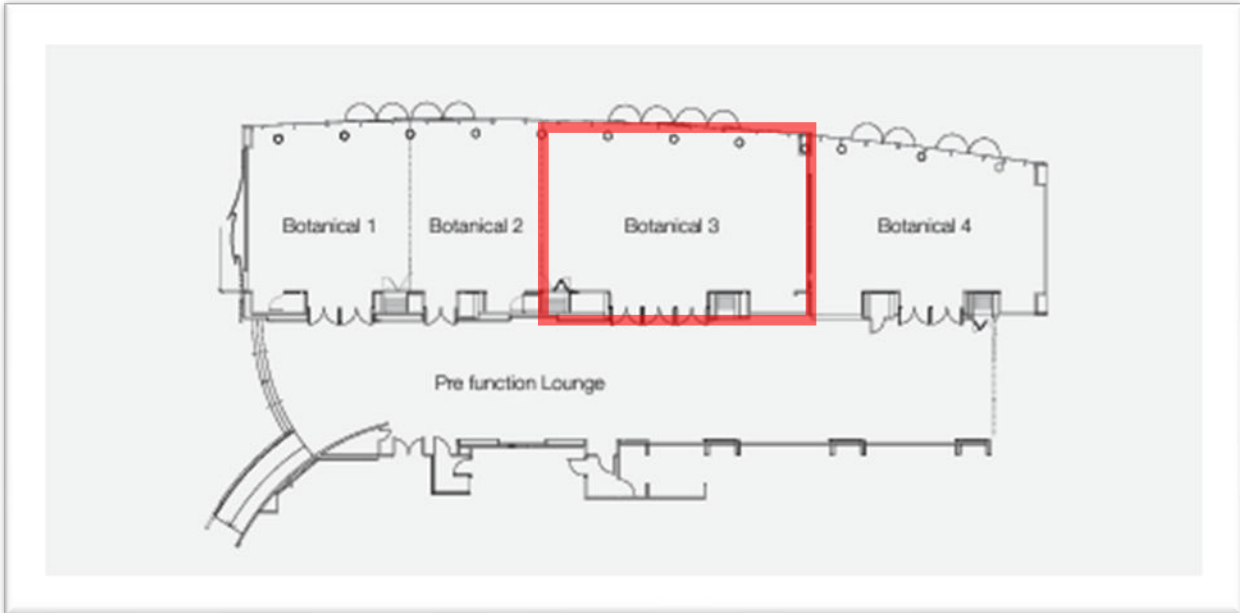 Botanical 1
Botanical 2
Botanical 3
Botanical 4
Pre function Lounge